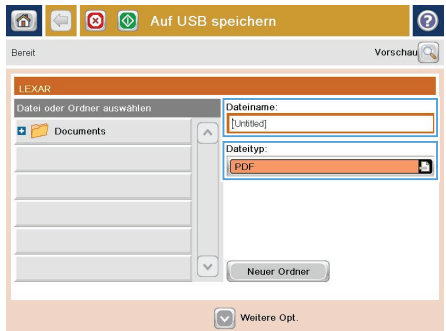 Auf USB speichern
Bereit
Vorschau
LEXAR
Datei oder Ordner auswählen
Documents
Dateiname:
[Untitled]
Dateityp:
PDF
Neuer Ordner
Weitere Opt.